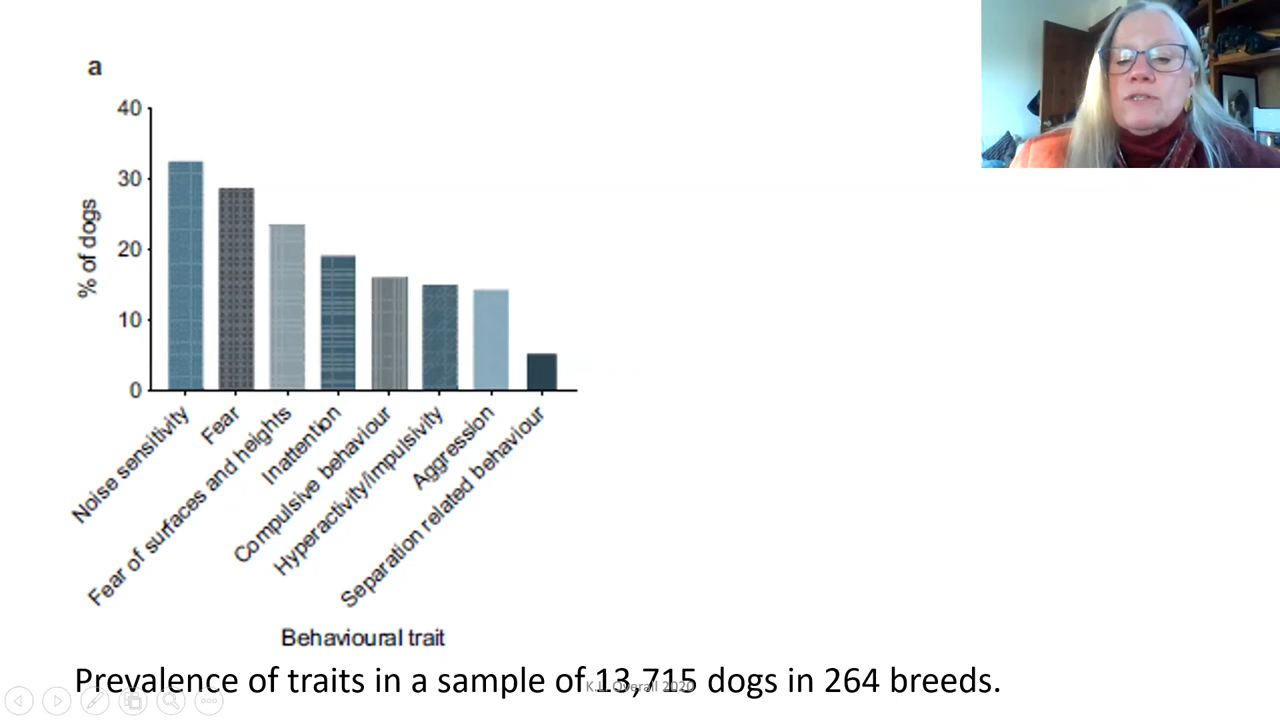 a
40
30
20
10
0
% of dogs
Noise sensitivity
Fear
Fear of surfaces and heights
Inattention
Compulsive behaviour
Hyperactivity/impulsivity
Aggression
Separation related behaviour
Behavioural trait
Prevalence of traits in a sample of 13,715 dogs in 264 breeds.
K.L. Overall 2020